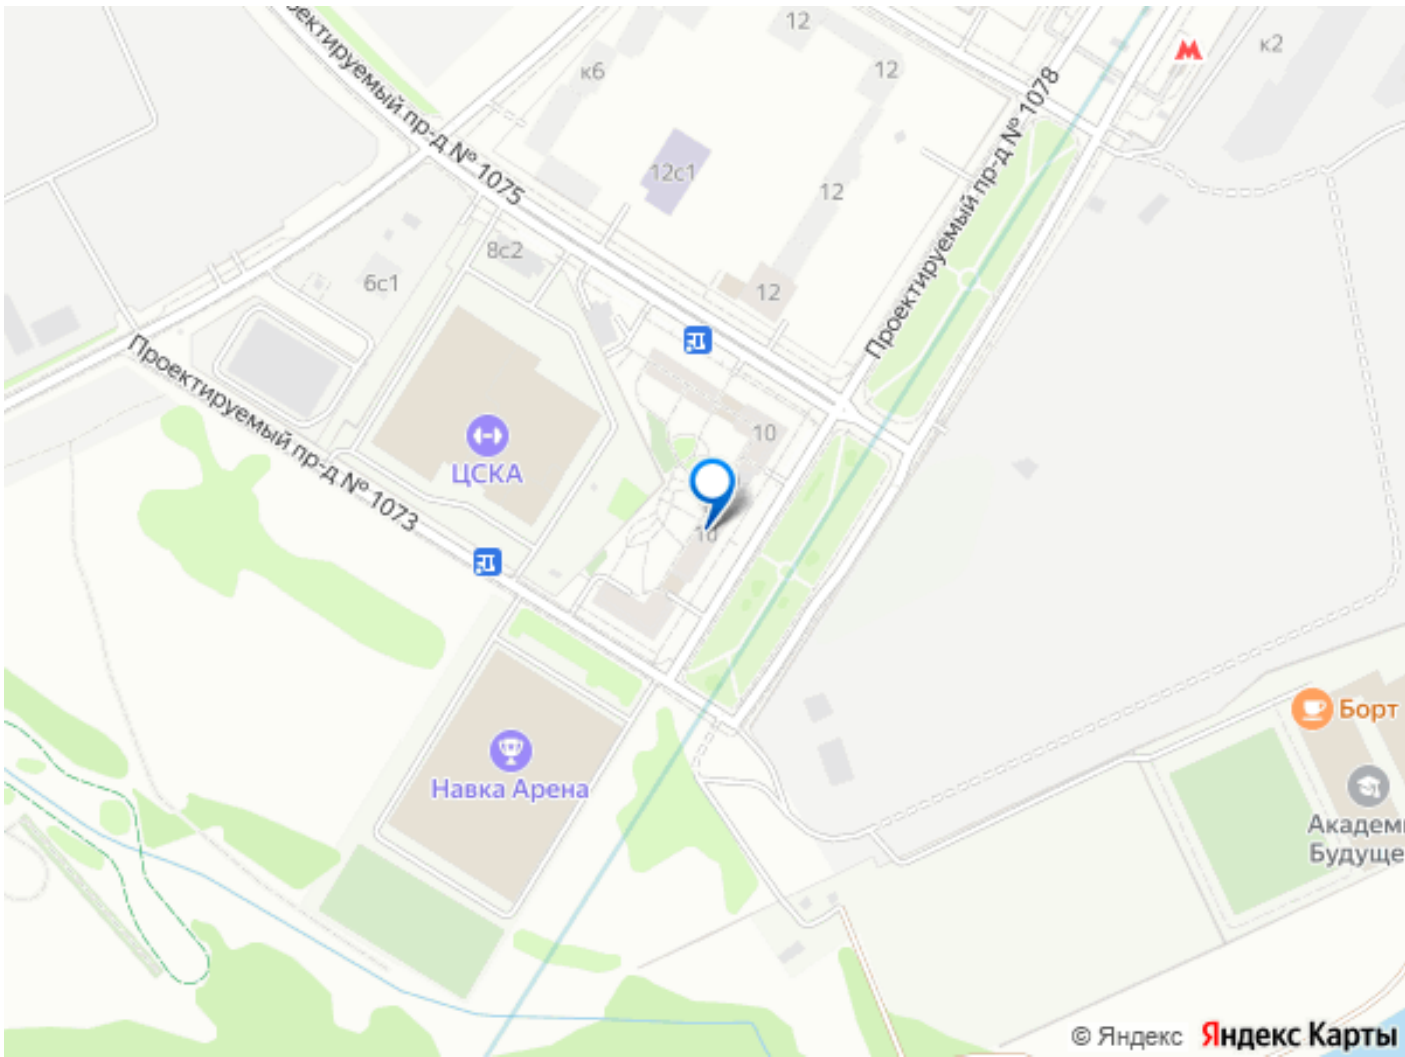 12
к2
к6
12
ектируемый пр-д № 1075
Проектируемый пр-д № 1078
12с1
12
8с2
6с1
12
Проектируемый пр-д № 1073
10
ЦСКА
10
Борт
Навка Арена
Академи
Будуще
© Яндекс Яндекс Карты